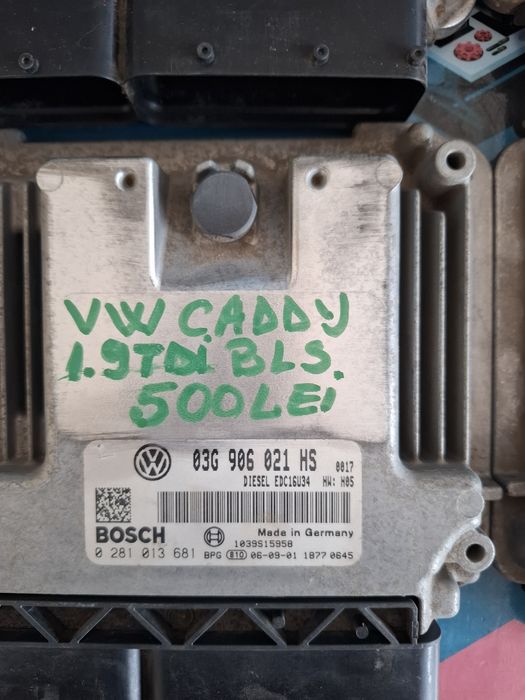 VW CADDY
1.9TDi BLS.
500LEI
03G 906 021 HS 0017
DIESEL EDC16U34 HW: H05
BOSCH Made in Germany
1039S15958
0 281 013 681 BPG 810 06-09-01 1877 0645